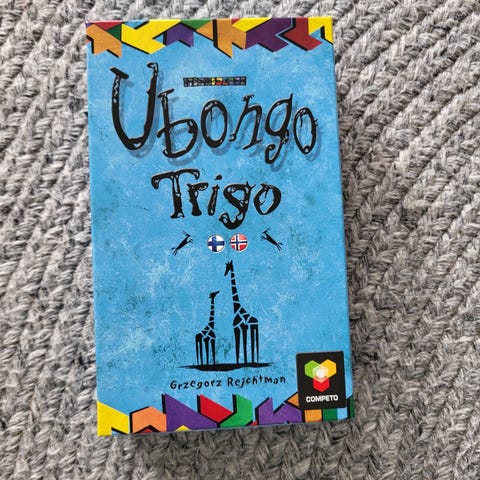 Ubongo
Trigo
Grzegorz Rejchtman
COMPETO